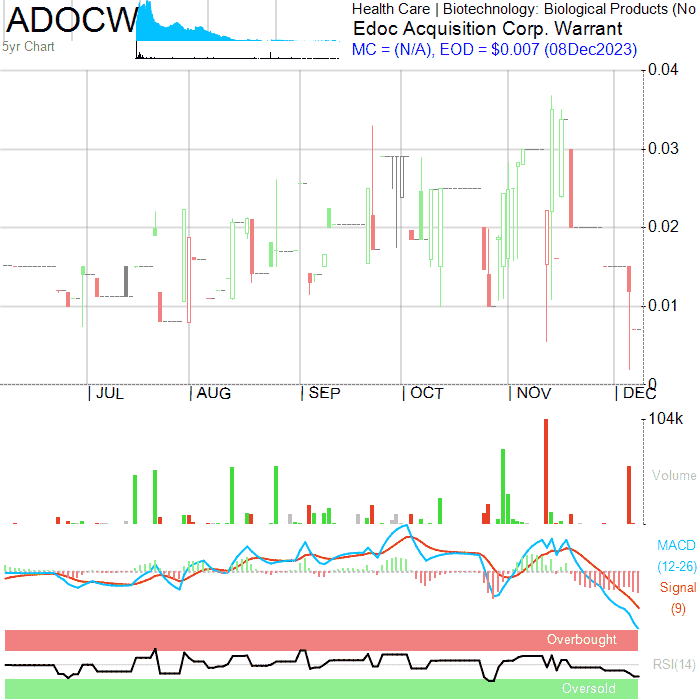 ADOCW
5yr Chart
Health Care | Biotechnology: Biological Products (No
Edoc Acquisition Corp. Warrant
MC = (N/A), EOD = $0.007 (08Dec2023)
0.04
0.03
0.02
0.01
0
JUL AUG SEP OCT NOV DEC
104k
Volume
MACD
(12-26)
Signal
(9)
Overbought
RSI(14)
Oversold